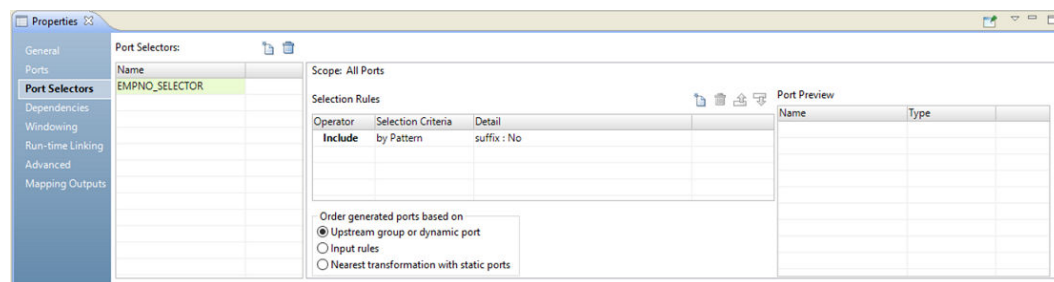 Properties
General
Ports
Port Selectors
Dependencies
Windowing
Run-time Linking
Advanced
Mapping Outputs
Port Selectors:
Name
EMPNO_SELECTOR
Scope: All Ports
Selection Rules
Operator Selection Criteria Detail
Include by Pattern suffix : No
Order generated ports based on
Upstream group or dynamic port
Input rules
Nearest transformation with static ports
Port Preview
Name Type